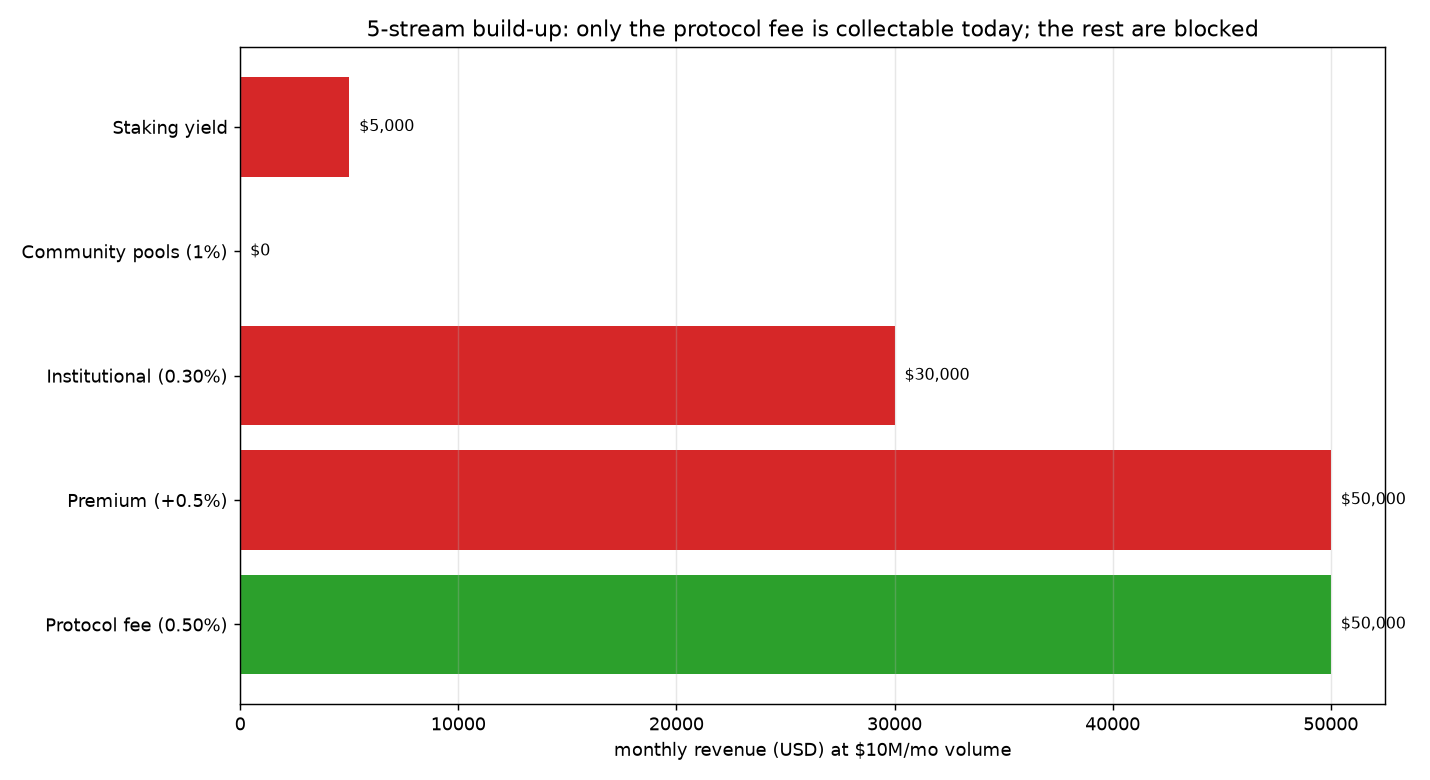 5-stream build-up: only the protocol fee is collectable today; the rest are blocked
Staking yield
$5,000
Community pools (1%)
$0
Institutional (0.30%)
$30,000
Premium (+0.5%)
$50,000
Protocol fee (0.50%)
$50,000
0 10000 20000 30000 40000 50000
monthly revenue (USD) at $10M/mo volume